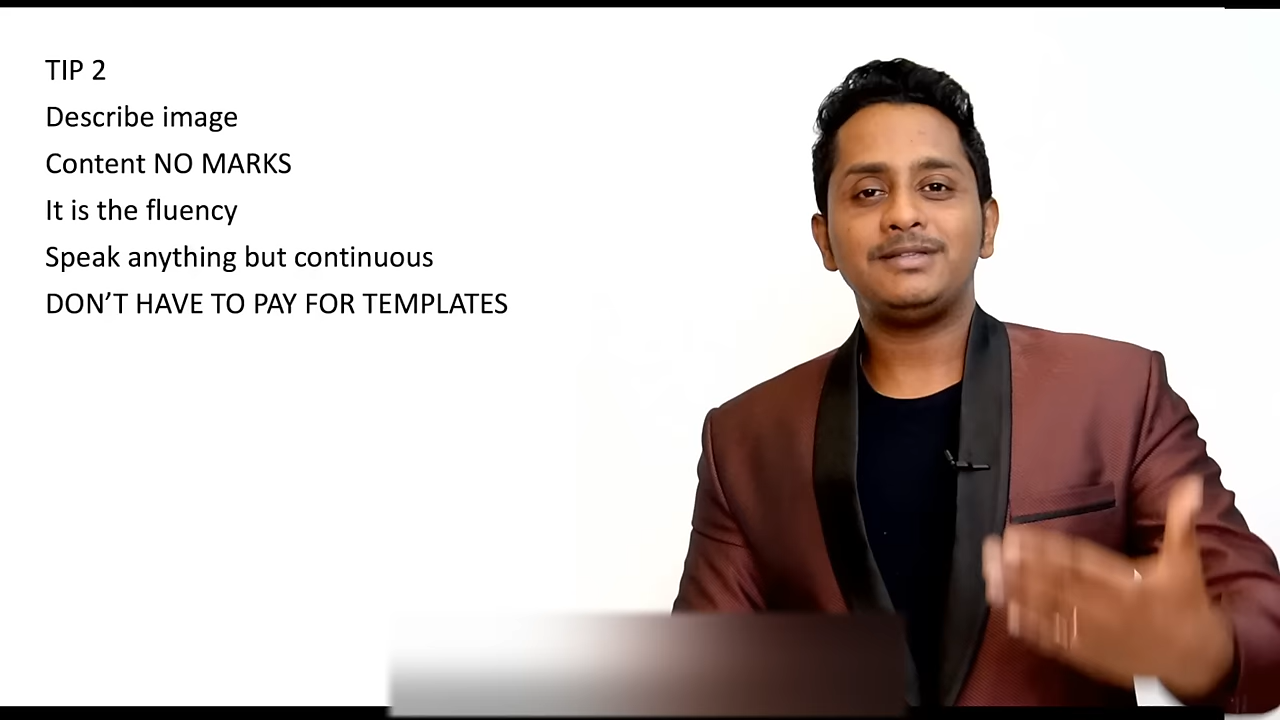 TIP 2
Describe image
Content NO MARKS
It is the fluency
Speak anything but continuous
DON’T HAVE TO PAY FOR TEMPLATES